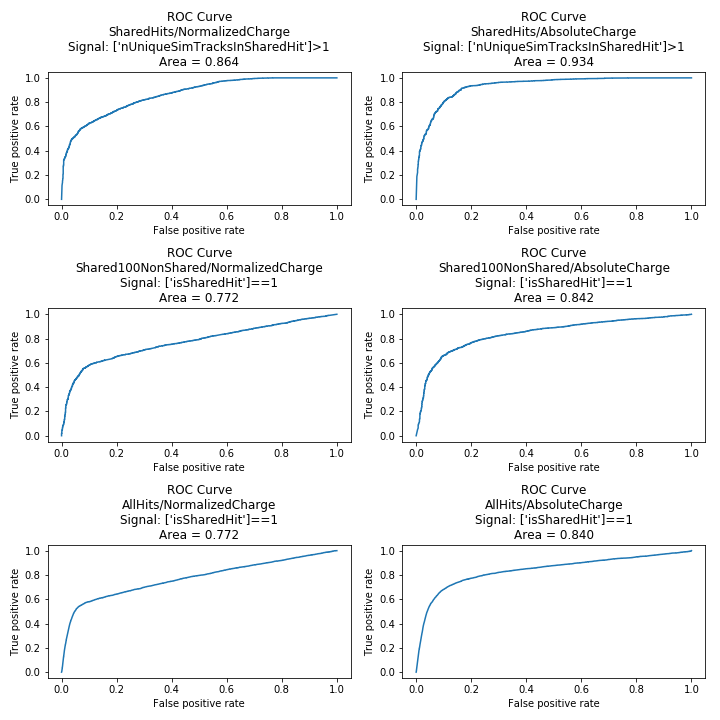 ROC Curve
SharedHits/NormalizedCharge
Signal: ['nUniqueSimTracksInSharedHit']>1
Area = 0.864
1.0
0.8
0.6
0.4
0.2
0.0
True positive rate
0.0 0.2 0.4 0.6 0.8 1.0
False positive rate
ROC Curve
SharedHits/AbsoluteCharge
Signal: ['nUniqueSimTracksInSharedHit']>1
Area = 0.934
1.0
0.8
0.6
0.4
0.2
0.0
True positive rate
0.0 0.2 0.4 0.6 0.8 1.0
False positive rate
ROC Curve
Shared100NonShared/NormalizedCharge
Signal: ['isSharedHit']==1
Area = 0.772
1.0
0.8
0.6
0.4
0.2
0.0
True positive rate
0.0 0.2 0.4 0.6 0.8 1.0
False positive rate
ROC Curve
Shared100NonShared/AbsoluteCharge
Signal: ['isSharedHit']==1
Area = 0.842
1.0
0.8
0.6
0.4
0.2
0.0
True positive rate
0.0 0.2 0.4 0.6 0.8 1.0
False positive rate
ROC Curve
AllHits/NormalizedCharge
Signal: ['isSharedHit']==1
Area = 0.772
1.0
0.8
0.6
0.4
0.2
0.0
True positive rate
0.0 0.2 0.4 0.6 0.8 1.0
False positive rate
ROC Curve
AllHits/AbsoluteCharge
Signal: ['isSharedHit']==1
Area = 0.840
1.0
0.8
0.6
0.4
0.2
0.0
True positive rate
0.0 0.2 0.4 0.6 0.8 1.0
False positive rate